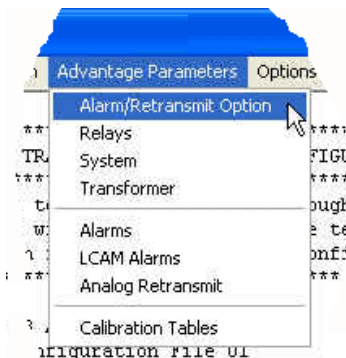 Advantage Parameters Options
Alarm/Retransmit Option
Relays
System
Transformer
Alarms
LCAM Alarms
Analog Retransmit
Calibration Tables